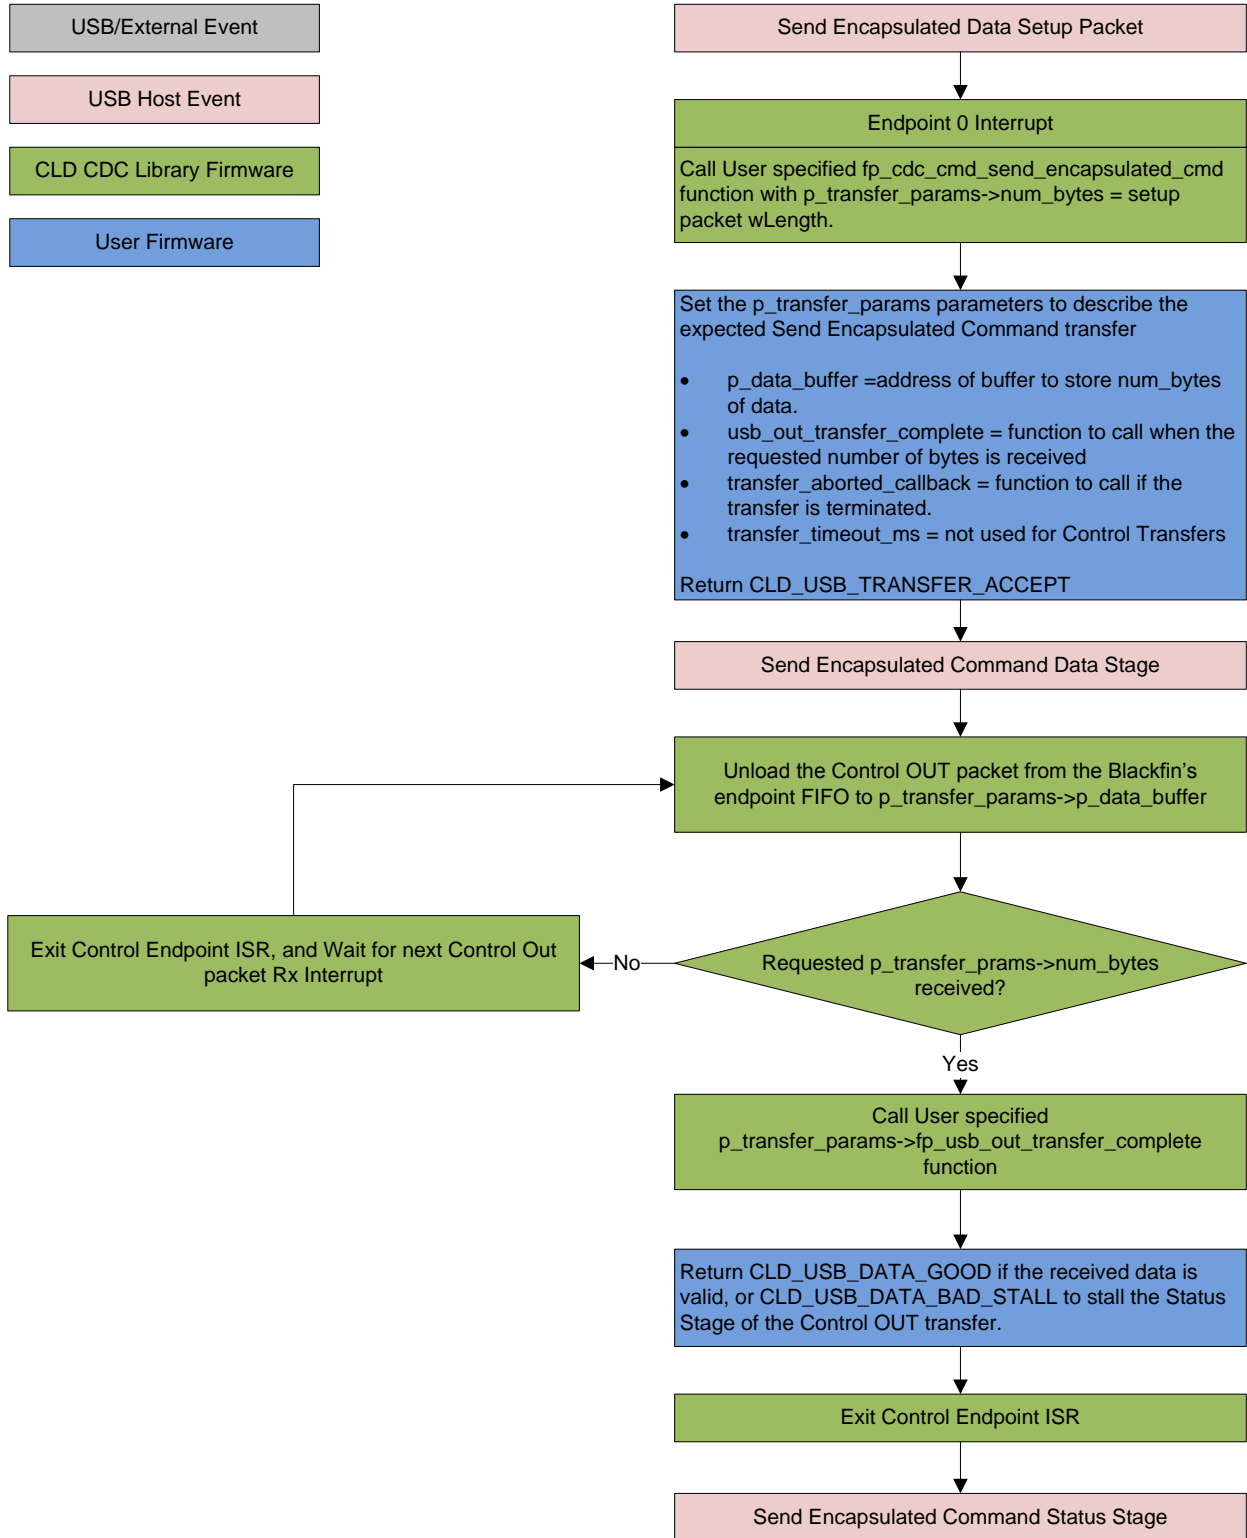 USB/External Event
USB Host Event
CLD CDC Library Firmware
User Firmware
Send Encapsulated Data Setup Packet
Endpoint 0 Interrupt
Call User specified fp_cdc_cmd_send_encapsulated_cmd
function with p_transfer_params->num_bytes = setup
packet wLength.
Set the p_transfer_params parameters to describe the
expected Send Encapsulated Command transfer
• p_data_buffer =address of buffer to store num_bytes
of data.
• usb_out_transfer_complete = function to call when the
requested number of bytes is received
• transfer_aborted_callback = function to call if the
transfer is terminated.
• transfer_timeout_ms = not used for Control Transfers
Return CLD_USB_TRANSFER_ACCEPT
Send Encapsulated Command Data Stage
Unload the Control OUT packet from the Blackfin's
endpoint FIFO to p_transfer_params->p_data_buffer
Exit Control Endpoint ISR, and Wait for next Control Out
packet Rx Interrupt
No
Requested p_transfer_prams->num_bytes
received?
Yes
Call User specified
p_transfer_params->fp_usb_out_transfer_complete
function
Return CLD_USB_DATA_GOOD if the received data is
valid, or CLD_USB_DATA_BAD_STALL to stall the Status
Stage of the Control OUT transfer.
Exit Control Endpoint ISR
Send Encapsulated Command Status Stage